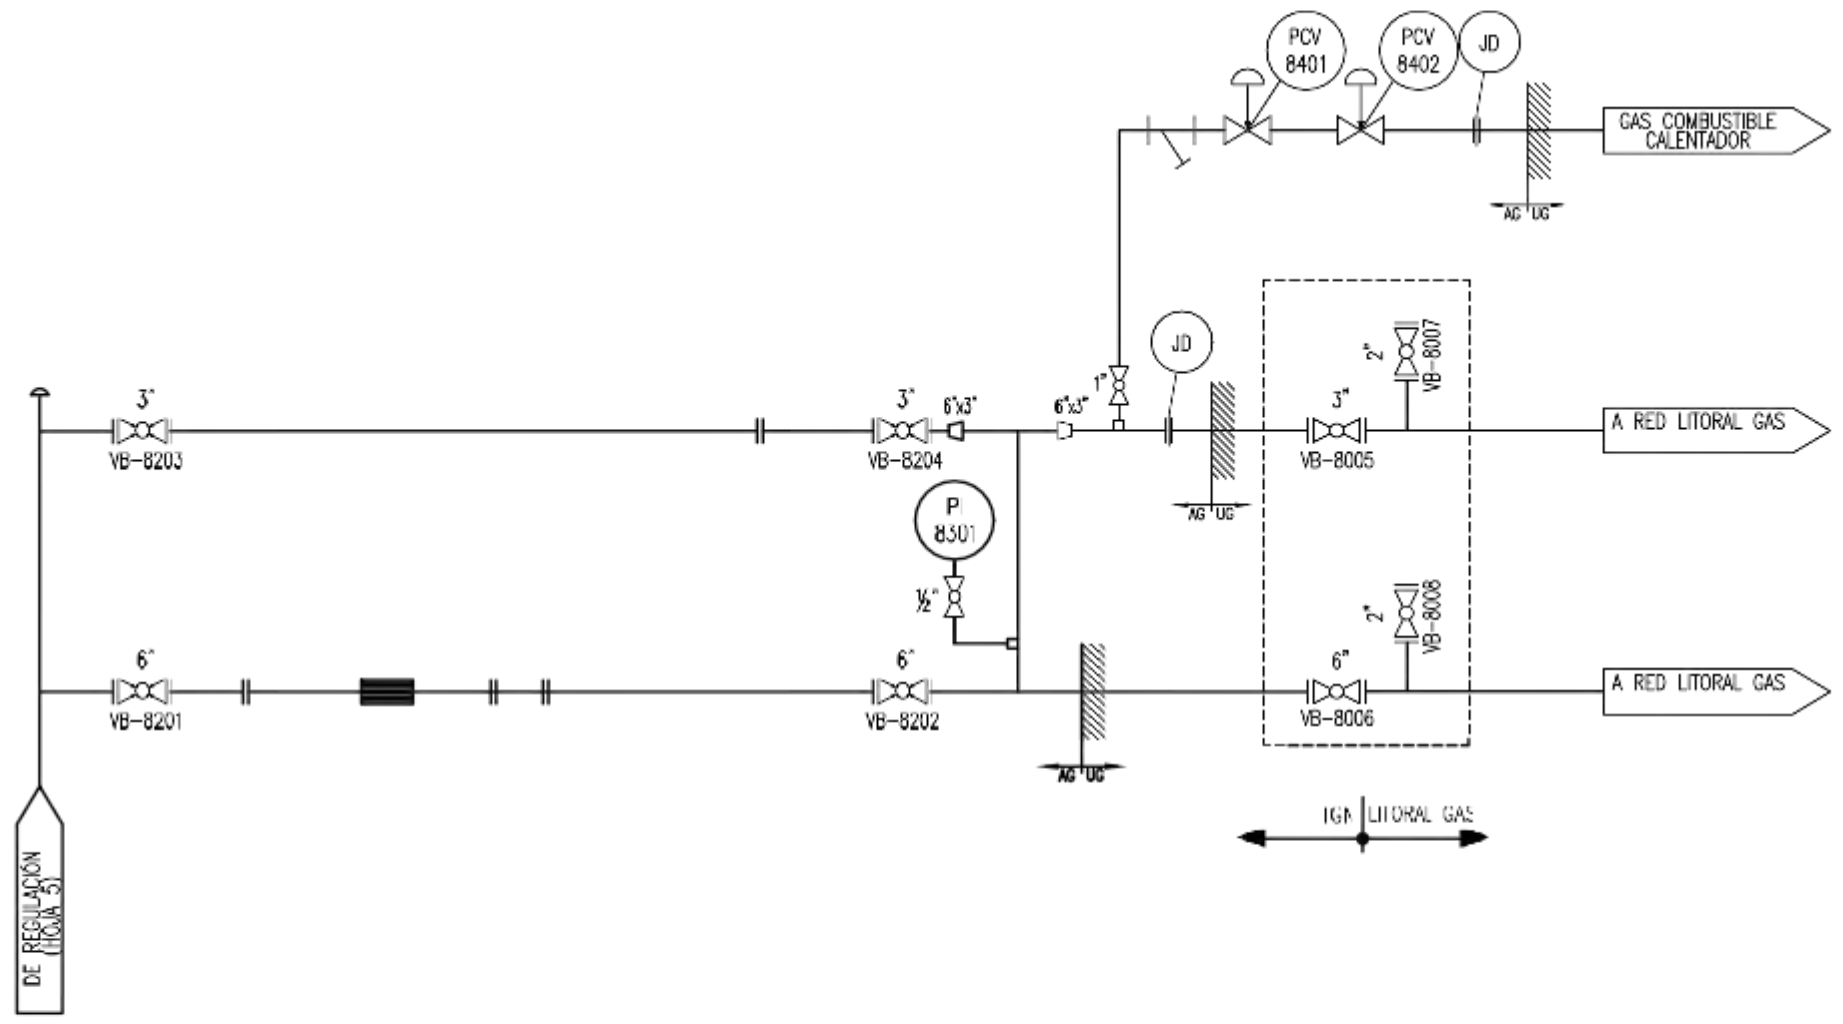 PCV
8401
PCV
8402
JD
GAS COMBUSTIBLE
CALENTADOR
AG UG
JD
1"
2"
VB-8007
3"
VB-8203
3"
VB-8204
6"x3"
6"x3"
3"
VB-8005
A RED LITORAL GAS
AG UG
PI
8301
½"
2"
VB-8008
6"
VB-8201
6"
VB-8202
6"
VB-8006
A RED LITORAL GAS
AG UG
TGN LITORAL GAS
DE REGULACIÓN
(HOJA 5)